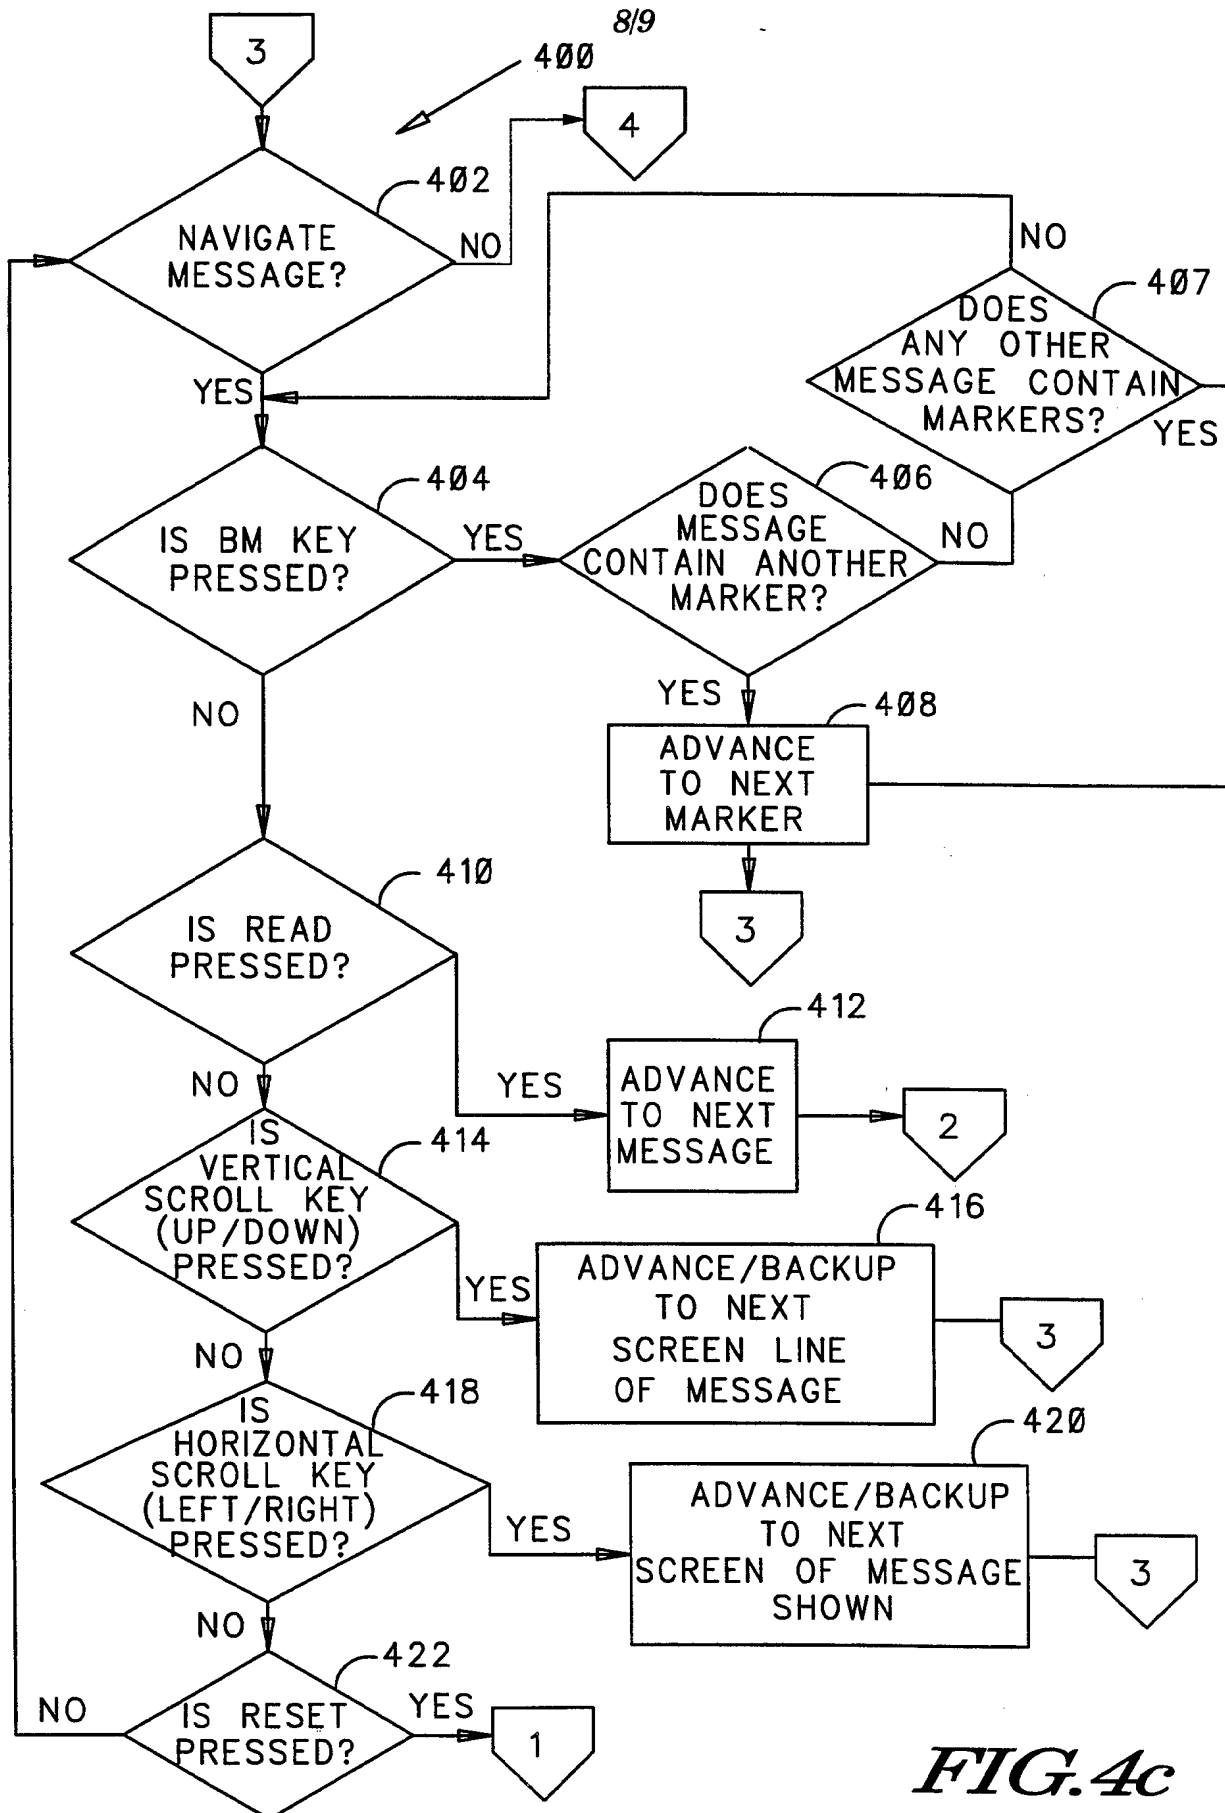 8/9
3
400
4
402
NAVIGATE
MESSAGE?
NO
YES
NO
407
DOES
ANY OTHER
MESSAGE CONTAIN
MARKERS?
YES
404
IS BM KEY
PRESSED?
YES
NO
406
DOES
MESSAGE
CONTAIN ANOTHER
MARKER?
NO
YES
408
ADVANCE
TO NEXT
MARKER
3
410
IS READ
PRESSED?
NO
YES
412
ADVANCE
TO NEXT
MESSAGE
2
414
IS
VERTICAL
SCROLL KEY
(UP/DOWN)
PRESSED?
YES
NO
416
ADVANCE/BACKUP
TO NEXT
SCREEN LINE
OF MESSAGE
3
418
IS
HORIZONTAL
SCROLL KEY
(LEFT/RIGHT)
PRESSED?
YES
NO
420
ADVANCE/BACKUP
TO NEXT
SCREEN OF MESSAGE
SHOWN
3
422
IS RESET
PRESSED?
NO
YES
1
FIG.4c